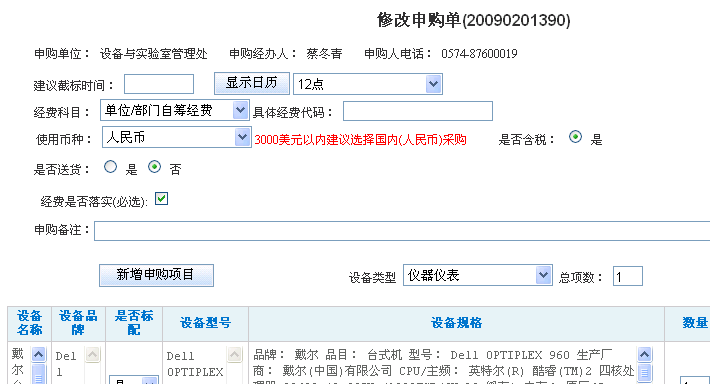 修改申购单(20090201390)
申购单位： 设备与实验室管理处 申购经办人： 蔡冬香 申购人电话： 0574-87600019
建议截标时间： 显示日历 12点
经费科目： 单位/部门自筹经费 具体经费代码：
使用币种： 人民币 3000美元以内建议选择国内(人民币)采购 是否含税： 是
是否送货： 是 否
经费是否落实(必选):
申购备注：
新增申购项目 设备类型 仪器仪表 总项数： 1
设备名称 设备品牌 是否标配 设备型号 设备规格 数量
戴尔
Dell
Dell OPTIPLEX
品牌： 戴尔 品目： 台式机 型号： Dell OPTIPLEX 960 生产厂
商： 戴尔(中国)有限公司 CPU/主频： 英特尔(R) 酷睿(TM)2 四核处